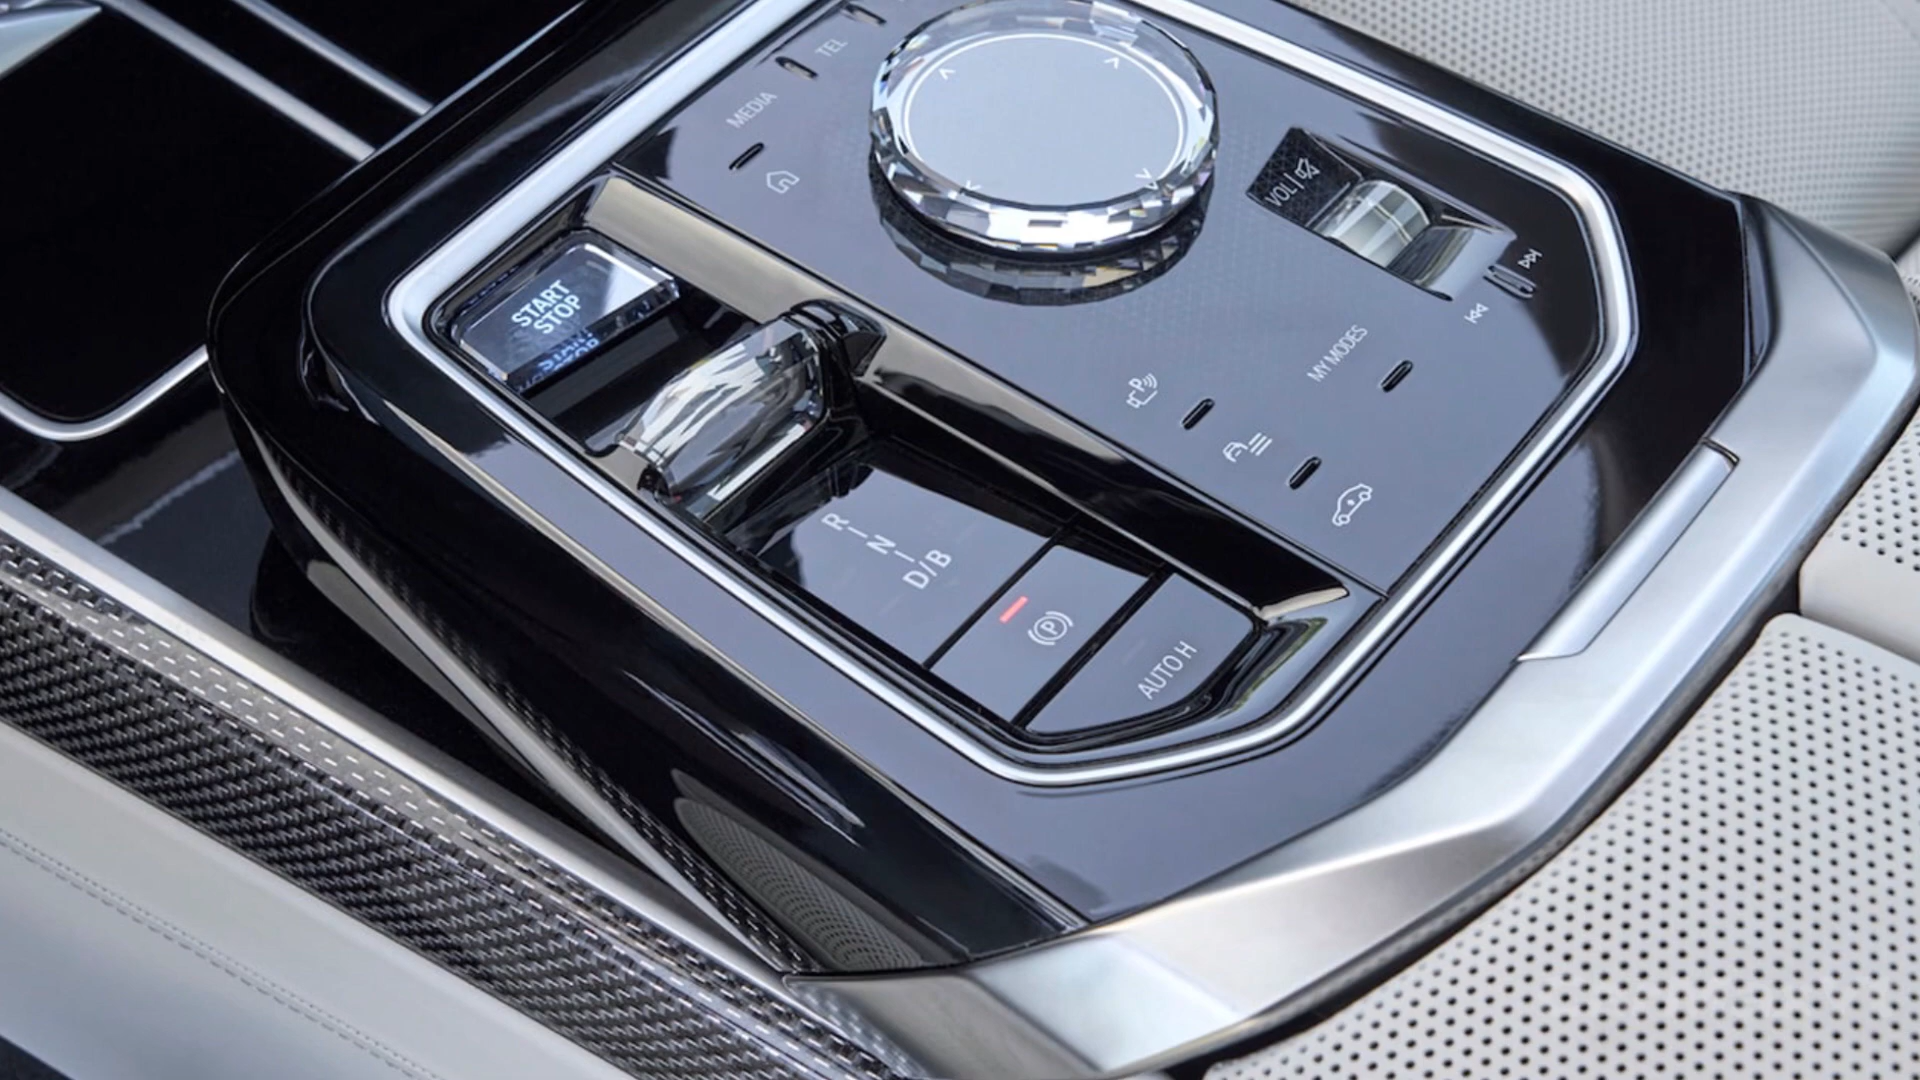 TEL
MEDIA
VOL
START
STOP
MY MODES
P
R
N
D/B
P
AUTO H